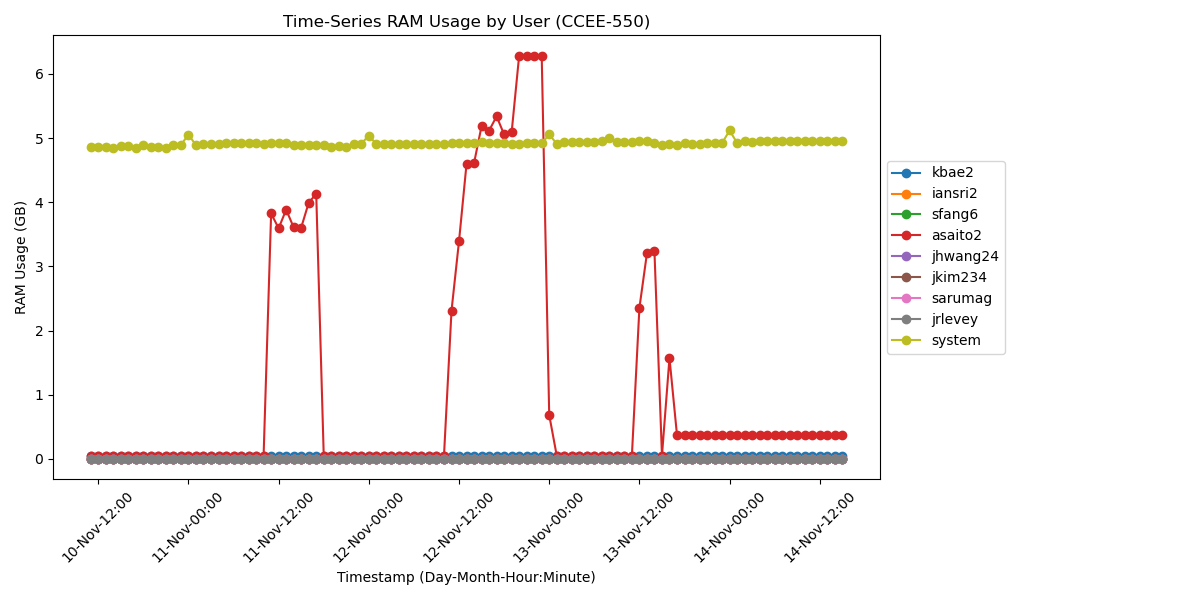 Time-Series RAM Usage by User (CCEE-550)
RAM Usage (GB)
6
5
4
3
2
1
0
10-Nov-12:00
11-Nov-00:00
11-Nov-12:00
12-Nov-00:00
12-Nov-12:00
13-Nov-00:00
13-Nov-12:00
14-Nov-00:00
14-Nov-12:00
Timestamp (Day-Month-Hour:Minute)
kbae2
iansri2
sfang6
asaito2
jhwang24
jkim234
sarumag
jrlevey
system